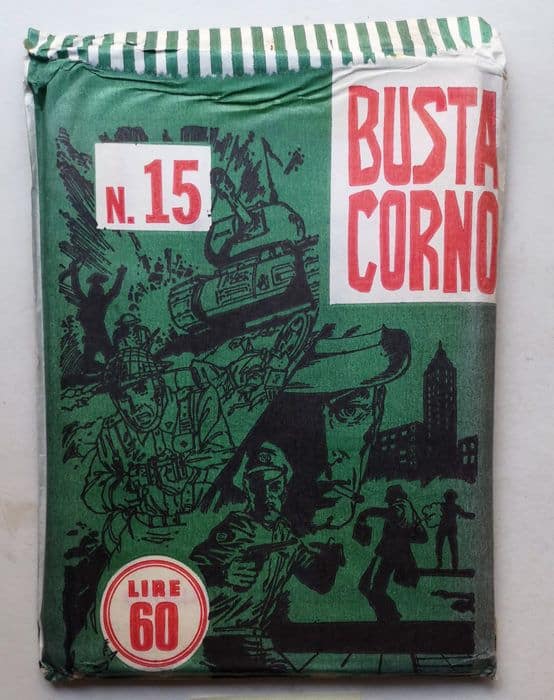 BUSTA
CORNO
N. 15
LIRE
60